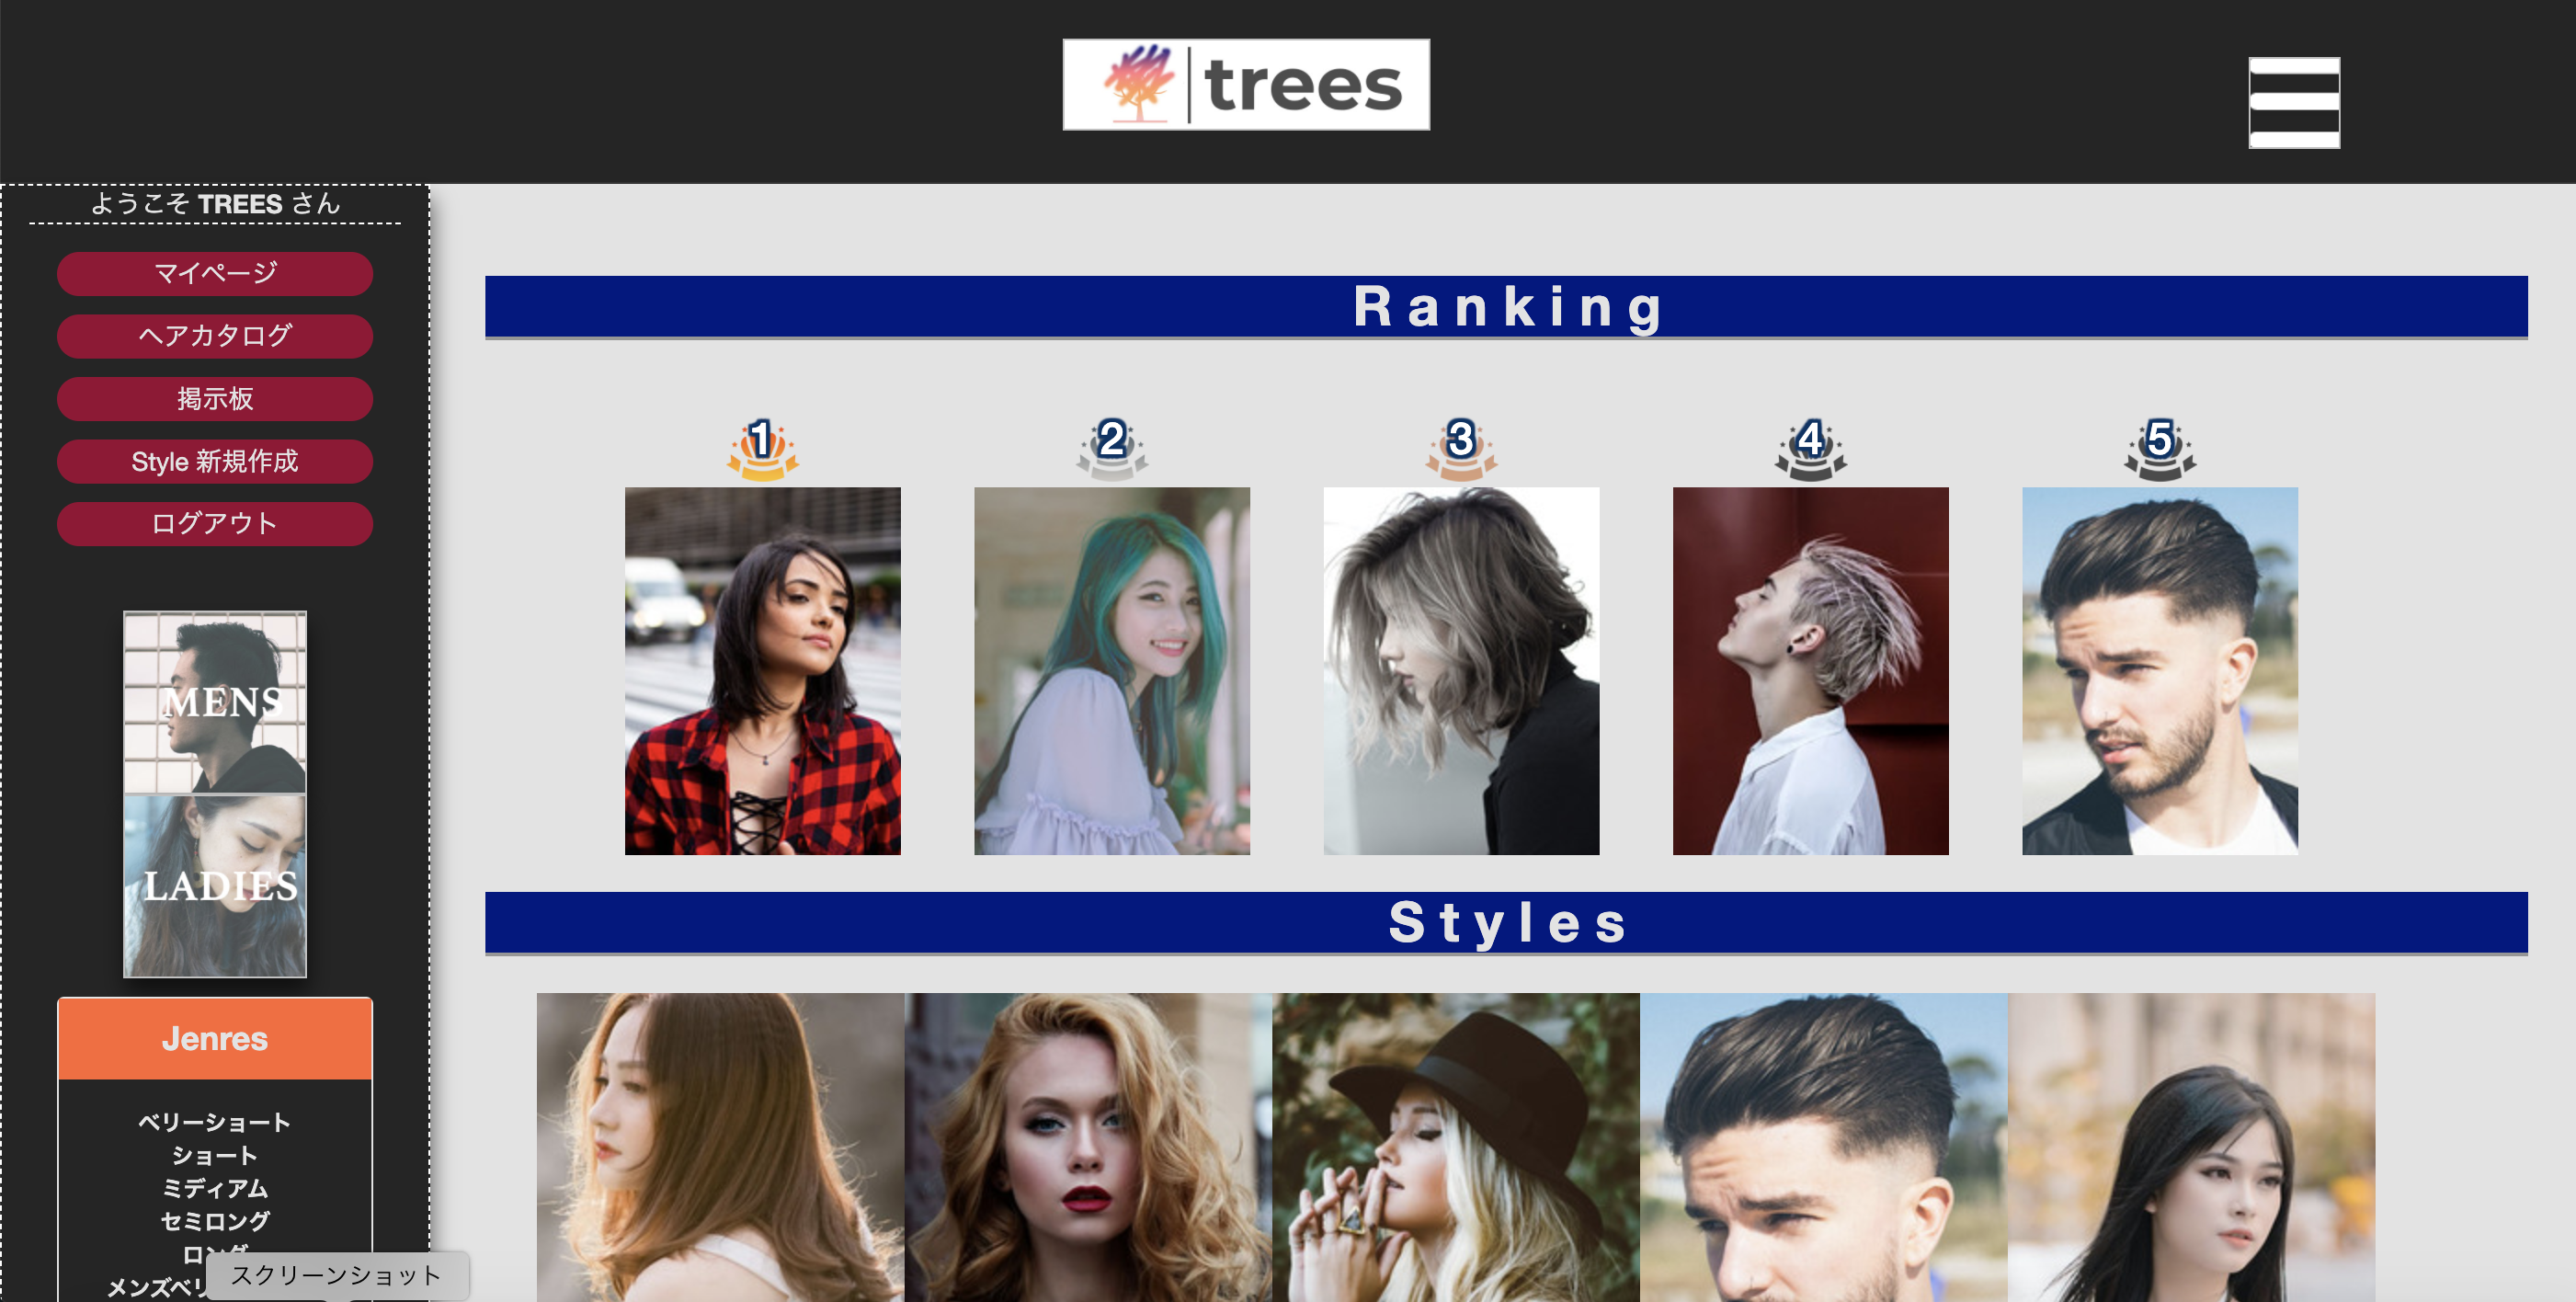 trees
ようこそ TREES さん
マイページ
ヘアカタログ
掲示板
Style 新規作成
ログアウト
MENS
LADIES
Jenres
ベリーショート
ショート
ミディアム
セミロング
ロング
メンズベリ
スクリーンショット
Ranking
1
2
3
4
5
Styles